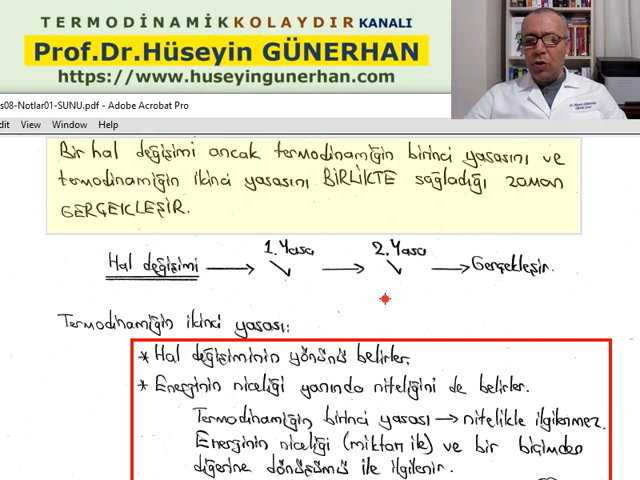 TERMODİNAMİKKOLAYDIR KANALI
Prof.Dr.Hüseyin GÜNERHAN
https://www.huseyingunerhan.com
s08-Notlar01-SUNU.pdf - Adobe Acrobat Pro
dit View Window Help
Bir hal değişimi ancak termodinamiğin birinci yasasını ve
termodinamiğin ikinci yasasını BİRLİKTE sağladığı zaman
GERÇEKLEŞİR.
1. Yasa 2. Yasa
Hal değişimi → → → Gerçekleşir.
Termodinamiğin ikinci yasası:
* Hal değişiminin yönünü belirler.
* Enerjinin niceliği yanında niteliğini de belirler.
Termodinamiğin birinci yasası → nitelikle ilgilenmez.
Enerjinin niceliği (miktarı ile) ve bir biçimden
diğerine dönüşümü ile ilgilenir.